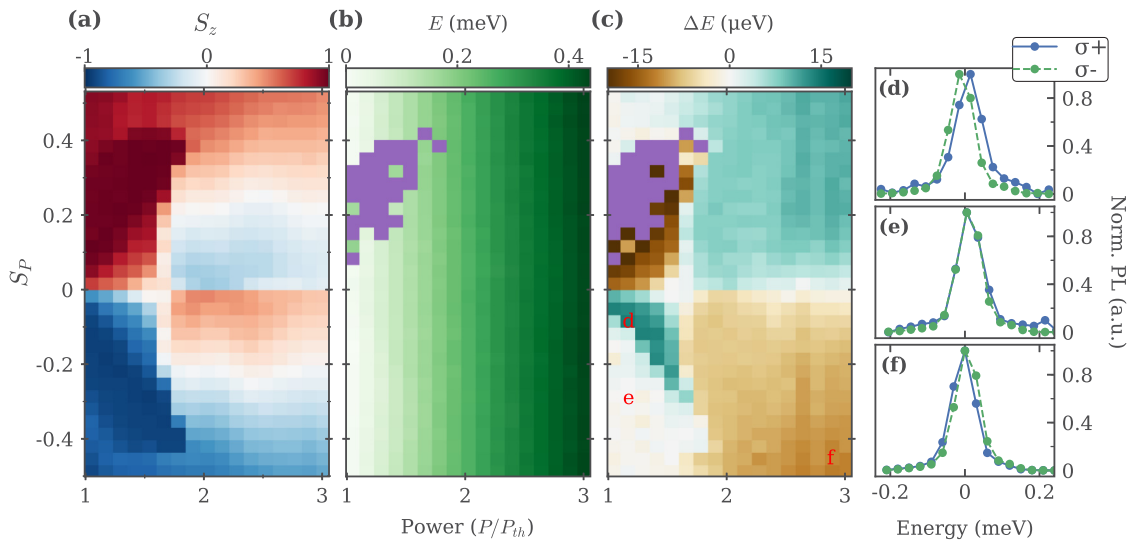 (a) S_z (b) E (meV) (c) ΔE (μeV)
-1 0 1 0 0.2 0.4 -15 0 15
σ+
σ-
(d)
0.8
0.4
0
(e)
0.8
0.4
0
(f)
0.8
0.4
0
Norm. PL (a.u.)
S_P
0.4
0.2
0
-0.2
-0.4
d
e
f
1 2 3 1 2 3 1 2 3 -0.2 0 0.2
Power (P/P_th) Energy (meV)